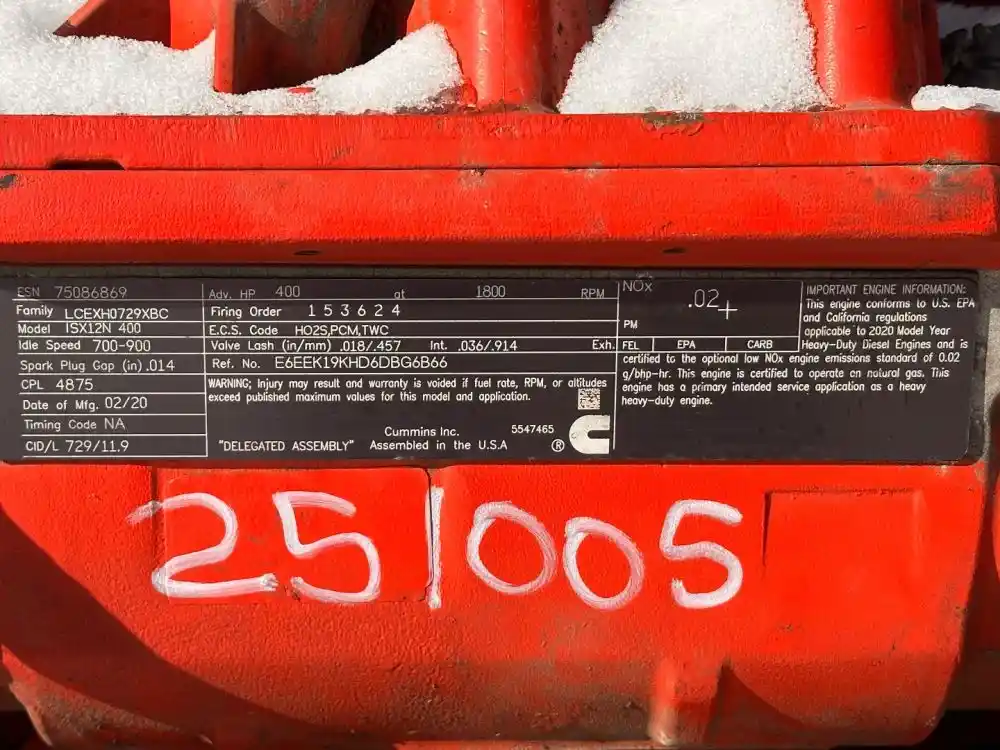 ESN 75086869
Family LCEXH0729XBC
Model ISX12N 400
Idle Speed 700-900
Spark Plug Gap (in) .014
CPL 4875
Date of Mfg. 02/20
Timing Code NA
CID/L 729/11.9
Adv. HP 400 at 1800 RPM
Firing Order 1 5 3 6 2 4
E.C.S. Code HO2S,PCM,TWC
Valve Lash (in/mm) .018/.457 Int. .036/.914 Exh.
Ref. No. E6EEK19KHD6DBG6B66
WARNING; Injury may result and warranty is voided if fuel rate, RPM, or altitudes
exceed published maximum values for this model and application.
Cummins Inc. 5547465
"DELEGATED ASSEMBLY" Assembled in the U.S.A ®
NOx .02+
PM
FEL EPA CARB
IMPORTANT ENGINE INFORMATION:
This engine conforms to U.S. EPA
and California regulations
applicable to 2020 Model Year
Heavy-Duty Diesel Engines and is
certified to the optional low NOx engine emissions standard of 0.02
g/bhp-hr. This engine is certified to operate on natural gas. This
engine has a primary intended service application as a heavy
heavy-duty engine.
251005